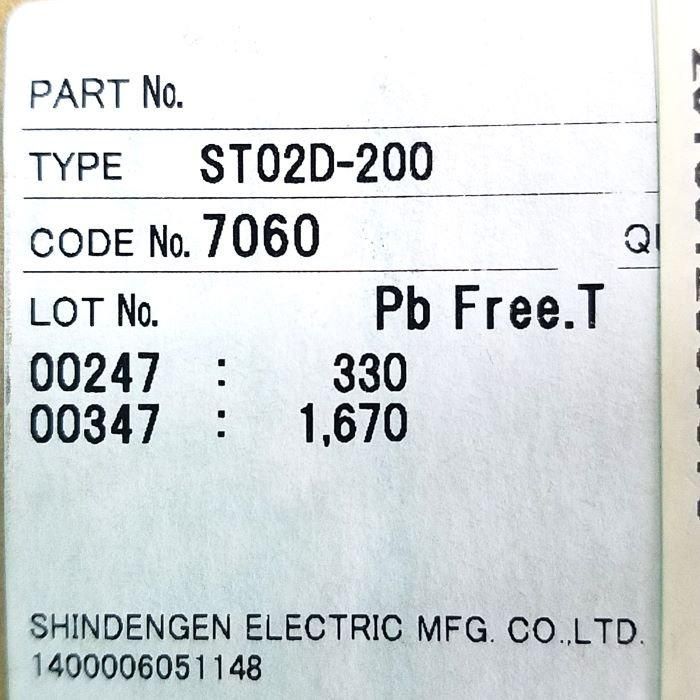 PART No.
TYPE ST02D-200
CODE No. 7060
LOT No. Pb Free.T
00247 : 330
00347 : 1,670
SHINDENGEN ELECTRIC MFG. CO.,LTD.
1400006051148